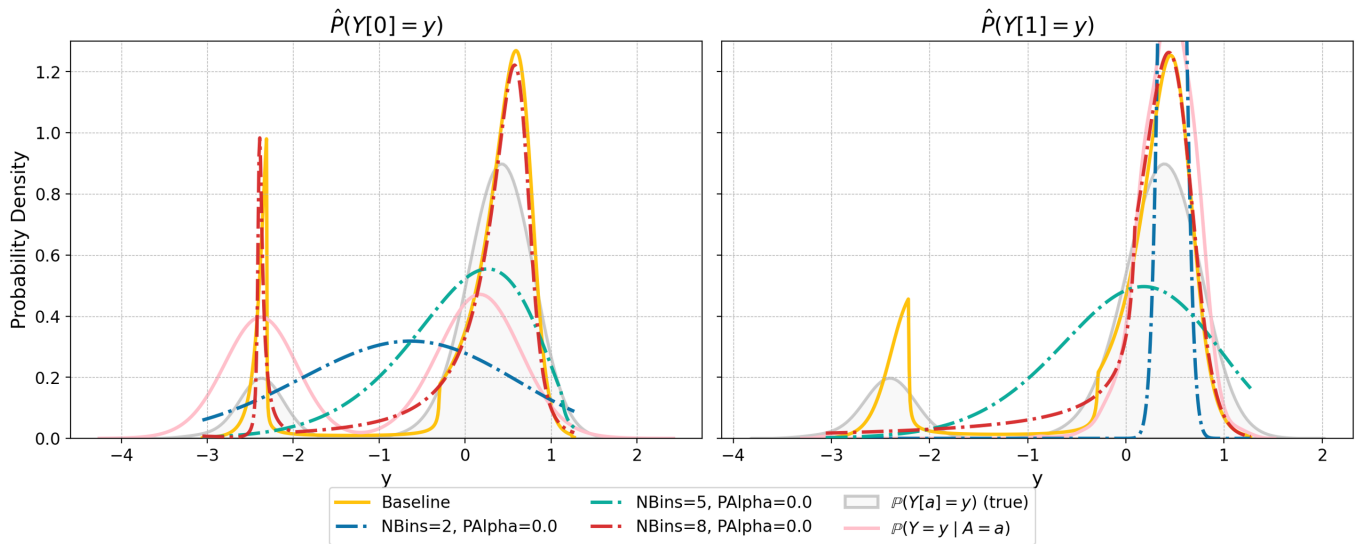 P̂(Y[0] = y)
P̂(Y[1] = y)
Probability Density
1.2
1.0
0.8
0.6
0.4
0.2
0.0
−4 −3 −2 −1 0 1 2
−4 −3 −2 −1 0 1 2
y
y
Baseline
NBins=2, PAlpha=0.0
NBins=5, PAlpha=0.0
NBins=8, PAlpha=0.0
ℙ(Y[a] = y) (true)
ℙ(Y = y | A = a)